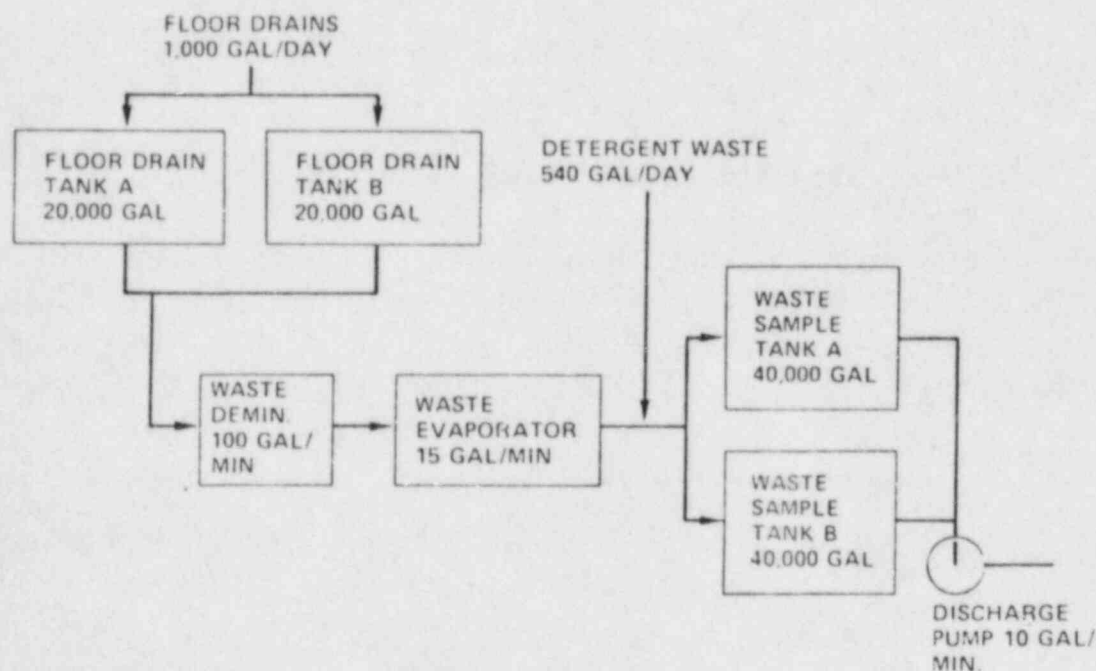 FLOOR DRAINS
1,000 GAL/DAY
FLOOR DRAIN
TANK A
20,000 GAL
FLOOR DRAIN
TANK B
20,000 GAL
DETERGENT WASTE
540 GAL/DAY
WASTE
SAMPLE
TANK A
40,000 GAL
WASTE
DEMIN.
100 GAL/
MIN
WASTE
EVAPORATOR
15 GAL/MIN
WASTE
SAMPLE
TANK B
40,000 GAL
DISCHARGE
PUMP 10 GAL/
MIN.